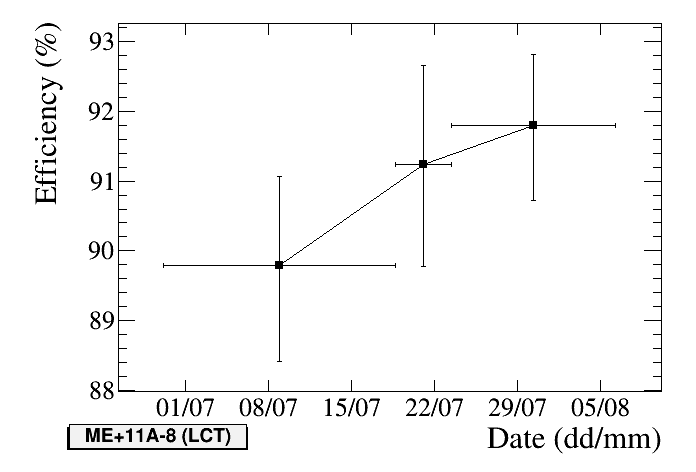 Efficiency (%)
93
92
91
90
89
88
01/07 08/07 15/07 22/07 29/07 05/08
Date (dd/mm)
ME+11A-8 (LCT)